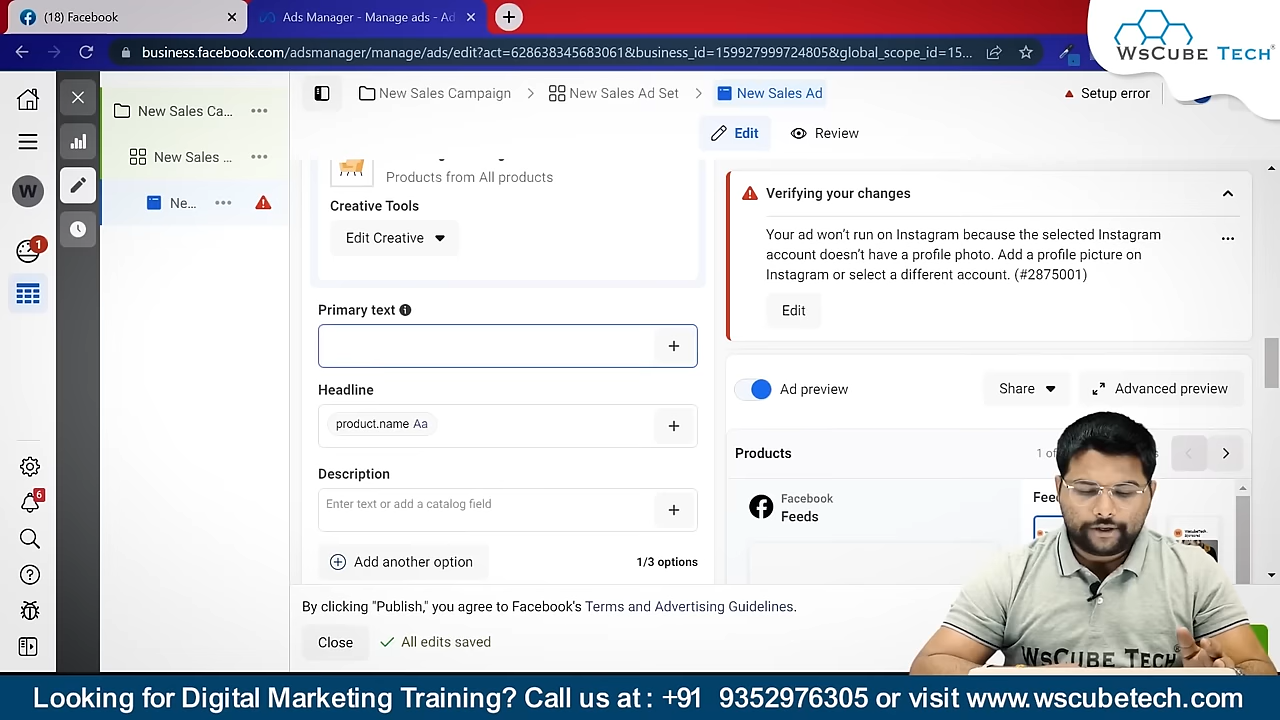 (18) Facebook
Ads Manager - Manage ads - Ad
WsCube Tech
business.facebook.com/adsmanager/manage/ads/edit?act=628638345683061&business_id=159927999724805&global_scope_id=15...
New Sales Ca... ...
New Sales Campaign > New Sales Ad Set > New Sales Ad
Setup error
Edit
Review
New Sales ... ...
W
Ne... ...
1
6
Products from All products
Creative Tools
Edit Creative
Primary text
Headline
product.name Aa
Description
Enter text or add a catalog field
Add another option
1/3 options
Verifying your changes
Your ad won't run on Instagram because the selected Instagram
account doesn't have a profile photo. Add a profile picture on
Instagram or select a different account. (#2875001)
Edit
Ad preview
Share
Advanced preview
Products
1 of
Facebook
Feeds
By clicking "Publish," you agree to Facebook's Terms and Advertising Guidelines.
Close
All edits saved
WsCube Tech
Looking for Digital Marketing Training? Call us at : +91 9352976305 or visit www.wscubetech.com